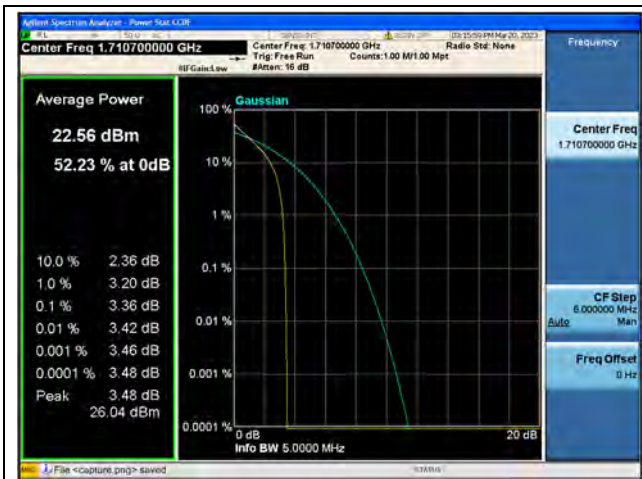 Agilent Spectrum Analyzer - Power Stat CCDF
03:15:59 PM Mar 20, 2023
Center Freq 1.710700000 GHz
Center Freq: 1.710700000 GHz
Radio Std: None
Trig: Free Run
Counts:1.00 M/1.00 Mpt
#IFGain:Low
#Atten: 16 dB
Frequency
Average Power
22.56 dBm
52.23 % at 0dB
10.0 % 2.36 dB
1.0 % 3.20 dB
0.1 % 3.36 dB
0.01 % 3.42 dB
0.001 % 3.46 dB
0.0001 % 3.48 dB
Peak 3.48 dB
26.04 dBm
Gaussian
100 %
10 %
1 %
0.1 %
0.01 %
0.001 %
0.0001 %
0 dB
20 dB
Info BW 5.0000 MHz
Center Freq
1.710700000 GHz
CF Step
6.000000 MHz
Auto Man
Freq Offset
0 Hz
MSG
File <capture.png> saved
STATUS